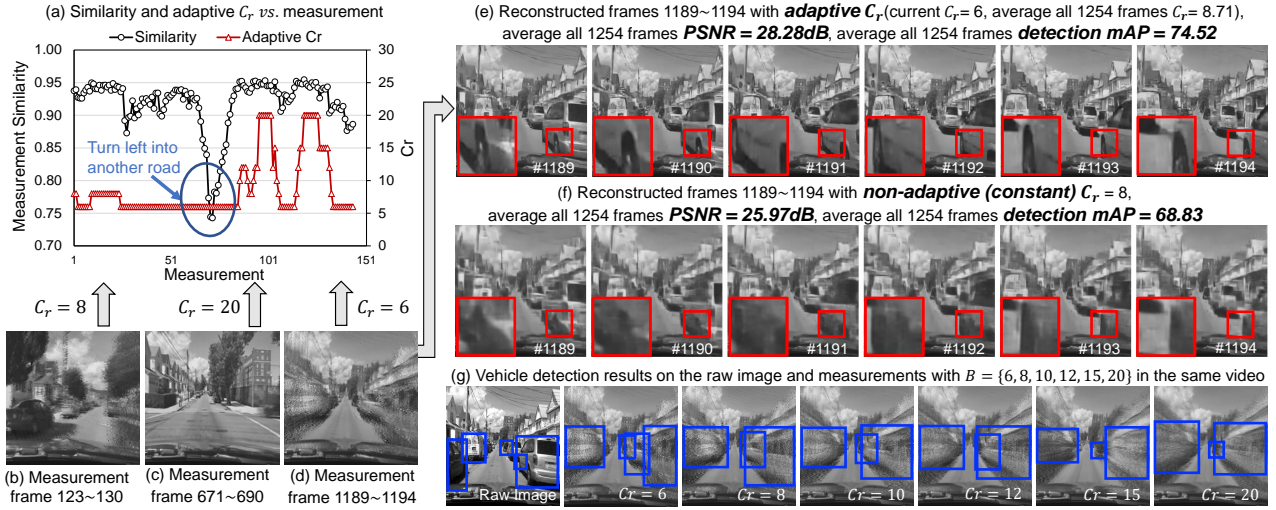 (a) Similarity and adaptive C_r vs. measurement
Similarity
Adaptive Cr
1.00
0.95
0.90
0.85
0.80
0.75
0.70
Measurement Similarity
30
25
20
15
10
5
0
Cr
Turn left into
another road
1
51
101
151
Measurement
C_r = 8
C_r = 20
C_r = 6
(b) Measurement
frame 123~130
(c) Measurement
frame 671~690
(d) Measurement
frame 1189~1194
(e) Reconstructed frames 1189~1194 with adaptive C_r(current C_r= 6, average all 1254 frames C_r= 8.71),
average all 1254 frames PSNR = 28.28dB, average all 1254 frames detection mAP = 74.52
#1189
#1190
#1191
#1192
#1193
#1194
(f) Reconstructed frames 1189~1194 with non-adaptive (constant) C_r = 8,
average all 1254 frames PSNR = 25.97dB, average all 1254 frames detection mAP = 68.83
#1189
#1190
#1191
#1192
#1193
#1194
(g) Vehicle detection results on the raw image and measurements with B = {6, 8, 10, 12, 15, 20} in the same video
Raw Image
Cr = 6
Cr = 8
Cr = 10
Cr = 12
Cr = 15
Cr = 20